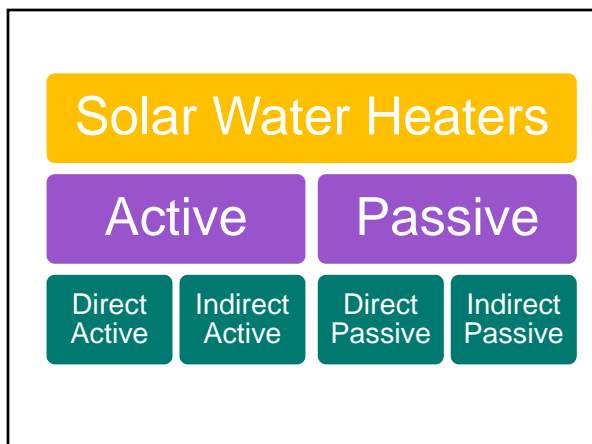 Solar Water Heaters
Active
Passive
Direct
Active
Indirect
Active
Direct
Passive
Indirect
Passive